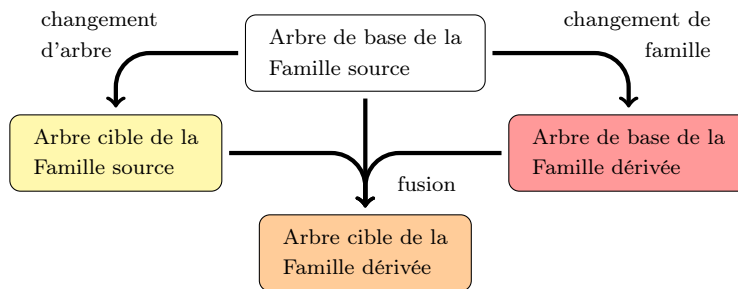 changement
d'arbre
Arbre de base de la
Famille source
changement de
famille
Arbre cible de la
Famille source
Arbre de base de la
Famille dérivée
fusion
Arbre cible de la
Famille dérivée